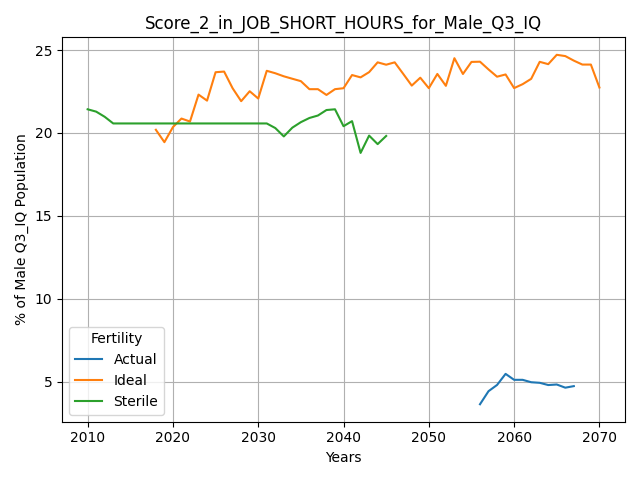 Score_2_in_JOB_SHORT_HOURS_for_Male_Q3_IQ
% of Male Q3_IQ Population
25
20
15
10
5
Fertility
Actual
Ideal
Sterile
2010 2020 2030 2040 2050 2060 2070
Years